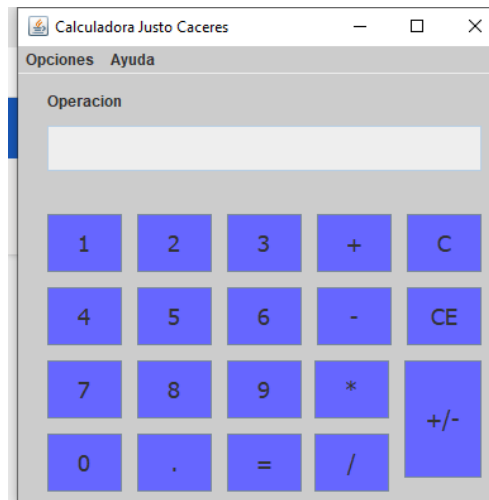 Calculadora Justo Caceres
Opciones Ayuda
Operacion
1 2 3 + C
4 5 6 - CE
7 8 9 * +/-
0 . = /